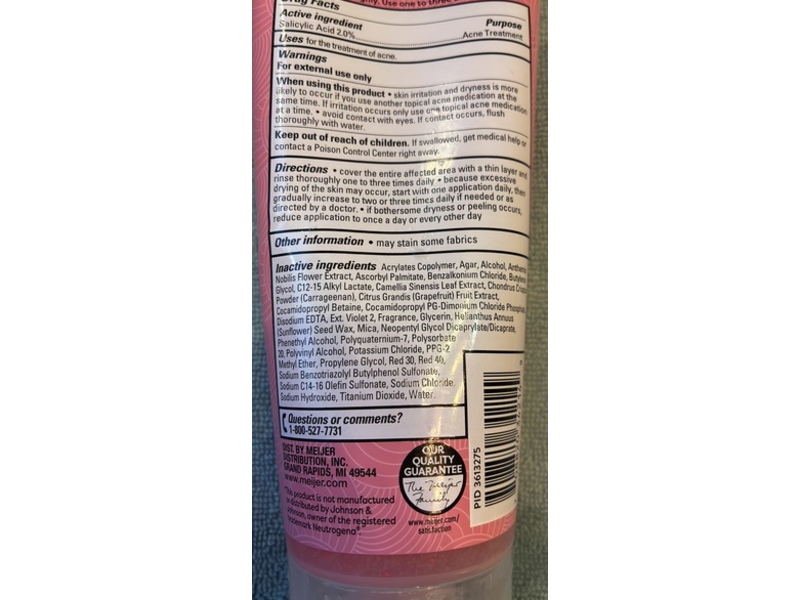 Drug Facts
Use one to three
Active ingredient Purpose
Salicylic Acid 2.0%..............Acne Treatment
Uses for the treatment of acne.
Warnings
For external use only
When using this product • skin irritation and dryness is more
likely to occur if you use another topical acne medication at the
same time. If irritation occurs only use one topical acne medication
at a time. • avoid contact with eyes. If contact occurs, flush
thoroughly with water.
Keep out of reach of children. If swallowed, get medical help or
contact a Poison Control Center right away.
Directions • cover the entire affected area with a thin layer and
rinse thoroughly one to three times daily • because excessive
drying of the skin may occur, start with one application daily, then
gradually increase to two or three times daily if needed or as
directed by a doctor. • if bothersome dryness or peeling occurs,
reduce application to once a day or every other day
Other information • may stain some fabrics
Inactive ingredients Acrylates Copolymer, Agar, Alcohol, Anthemis
Nobilis Flower Extract, Ascorbyl Palmitate, Benzalkonium Chloride, Butylene
Glycol, C12-15 Alkyl Lactate, Camellia Sinensis Leaf Extract, Chondrus Crispus
Powder (Carrageenan), Citrus Grandis (Grapefruit) Fruit Extract,
Cocamidopropyl Betaine, Cocamidopropyl PG-Dimonium Chloride Phosphate,
Disodium EDTA, Ext. Violet 2, Fragrance, Glycerin, Helianthus Annuus
(Sunflower) Seed Wax, Mica, Neopentyl Glycol Dicaprylate/Dicaprate,
Phenethyl Alcohol, Polyquaternium-7, Polysorbate
20, Polyvinyl Alcohol, Potassium Chloride, PPG-2
Methyl Ether, Propylene Glycol, Red 30, Red 40,
Sodium Benzotriazolyl Butylphenol Sulfonate,
Sodium C14-16 Olefin Sulfonate, Sodium Chloride,
Sodium Hydroxide, Titanium Dioxide, Water.
Questions or comments?
1-800-527-7731
DIST. BY MEIJER
DISTRIBUTION, INC.
GRAND RAPIDS, MI 49544
www.meijer.com
This product is not manufactured
or distributed by Johnson &
Johnson, owner of the registered
trademark Neutrogena®.
OUR
QUALITY
GUARANTEE
The Meijer
Family
www.meijer.com/
satisfaction
PID 3613275